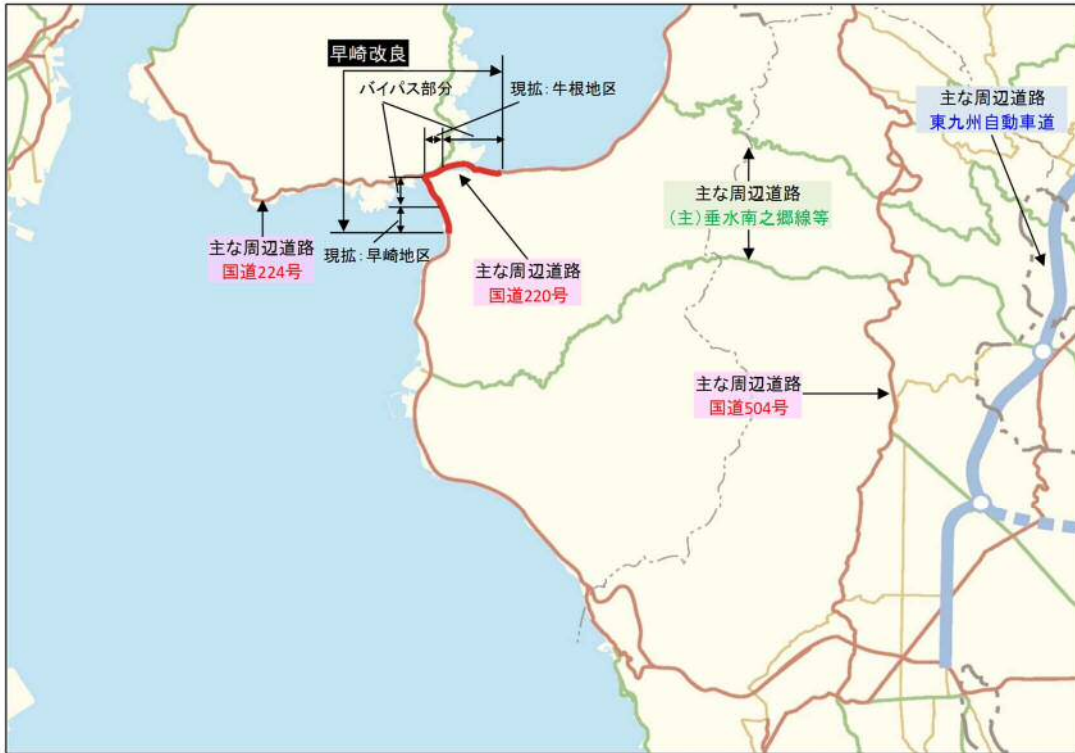 早崎改良
バイパス部分
現拡:牛根地区
主な周辺道路
東九州自動車道
主な周辺道路
(主)垂水南之郷線等
主な周辺道路
国道224号
現拡:早崎地区
主な周辺道路
国道220号
主な周辺道路
国道504号